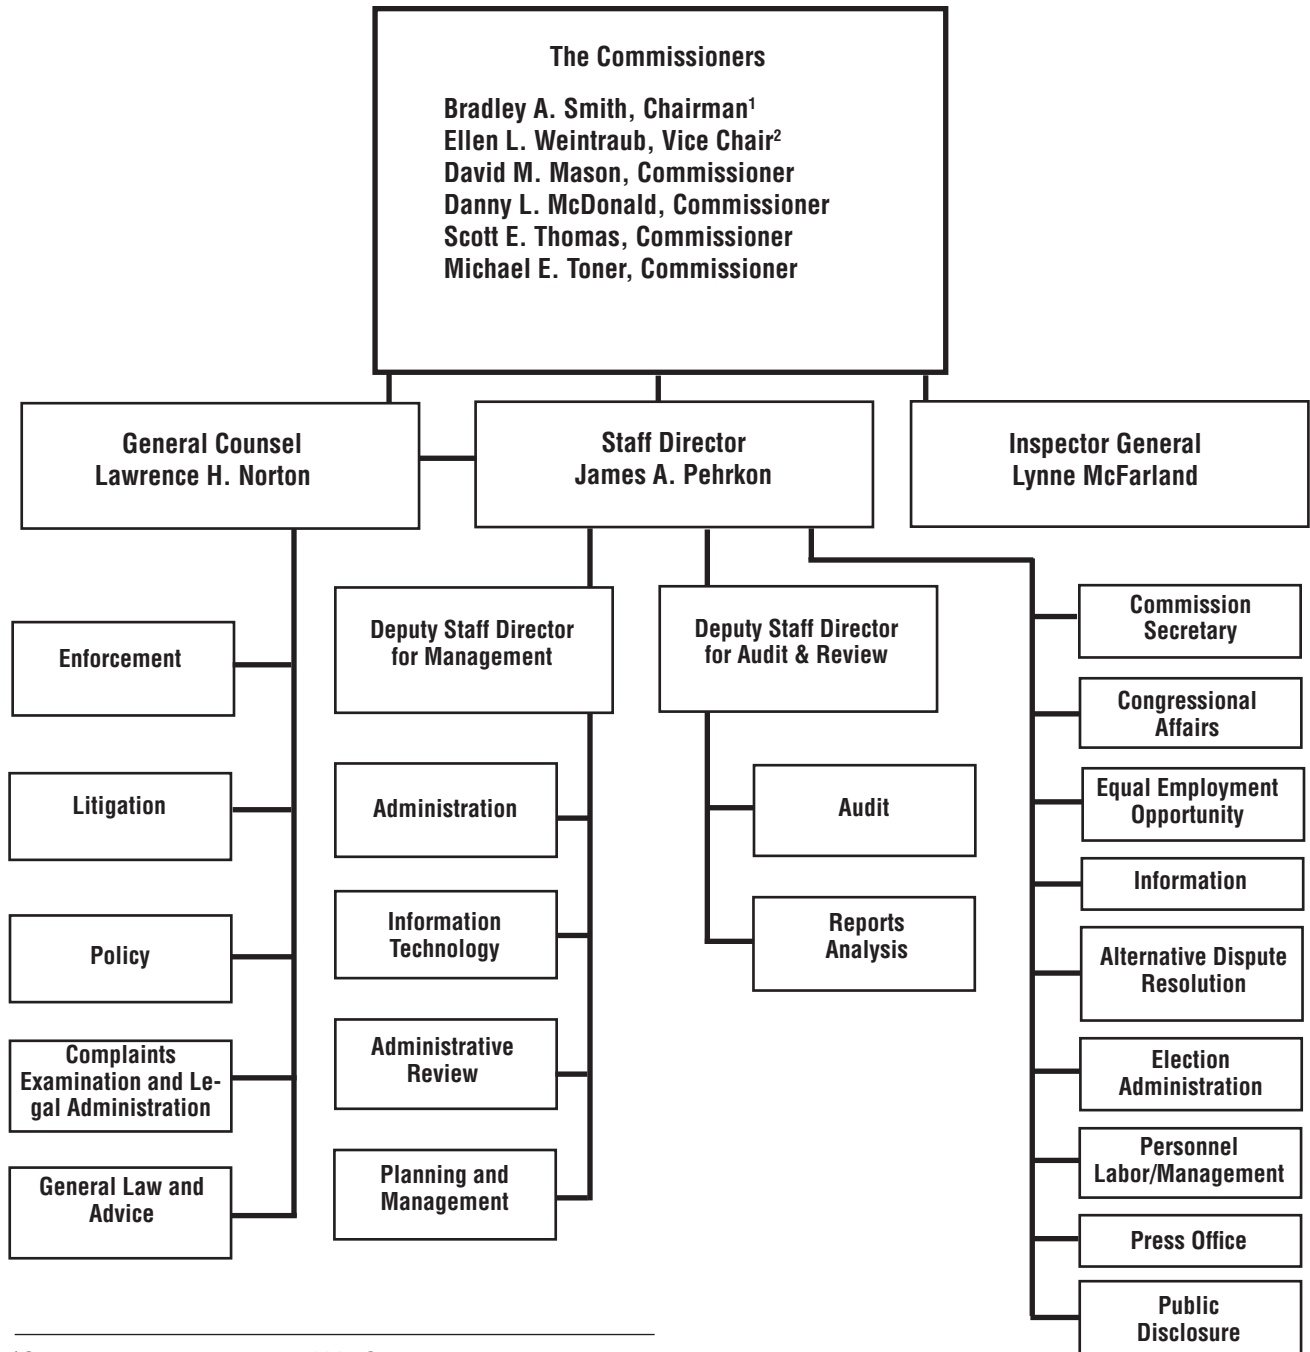 The Commissioners
Bradley A. Smith, Chairman¹
Ellen L. Weintraub, Vice Chair²
David M. Mason, Commissioner
Danny L. McDonald, Commissioner
Scott E. Thomas, Commissioner
Michael E. Toner, Commissioner
General Counsel
Lawrence H. Norton
Staff Director
James A. Pehrkon
Inspector General
Lynne McFarland
Enforcement
Litigation
Policy
Complaints
Examination and Le-
gal Administration
General Law and
Advice
Deputy Staff Director
for Management
Administration
Information
Technology
Administrative
Review
Planning and
Management
Deputy Staff Director
for Audit & Review
Audit
Reports
Analysis
Commission
Secretary
Congressional
Affairs
Equal Employment
Opportunity
Information
Alternative Dispute
Resolution
Election
Administration
Personnel
Labor/Management
Press Office
Public
Disclosure